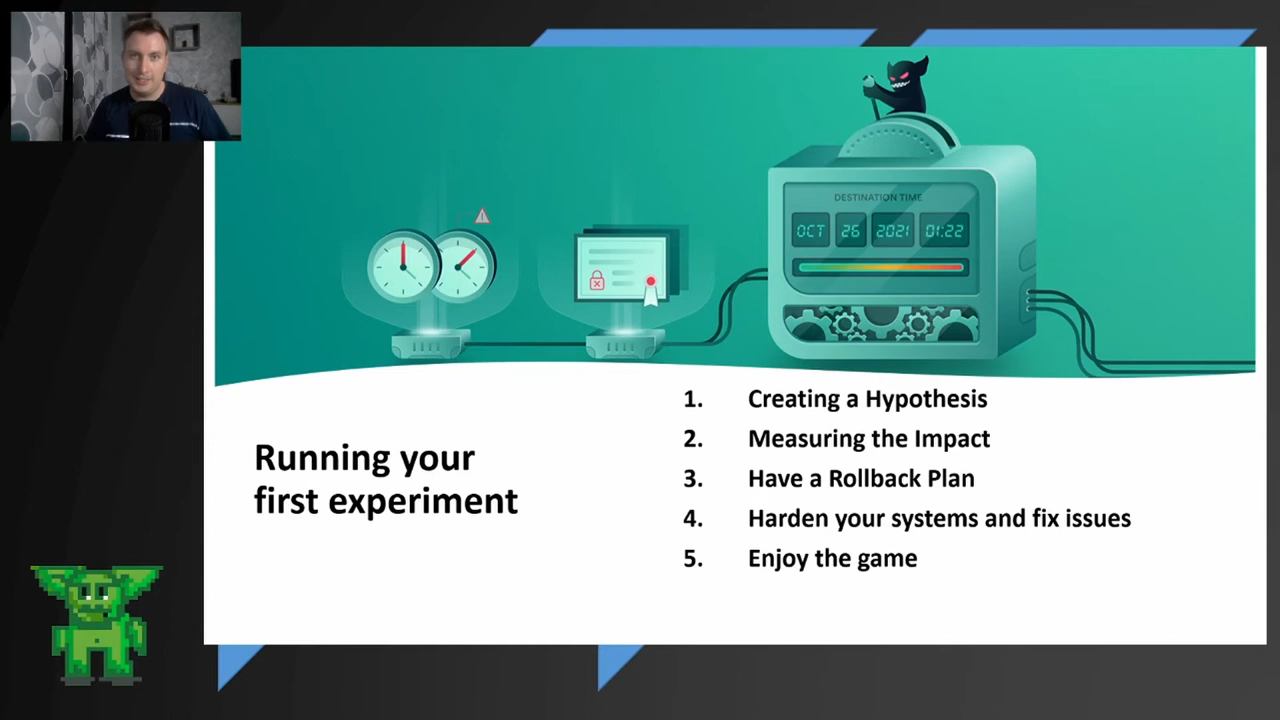 DESTINATION TIME
OCT 26 2021 01:22
Running your
first experiment
1. Creating a Hypothesis
2. Measuring the Impact
3. Have a Rollback Plan
4. Harden your systems and fix issues
5. Enjoy the game